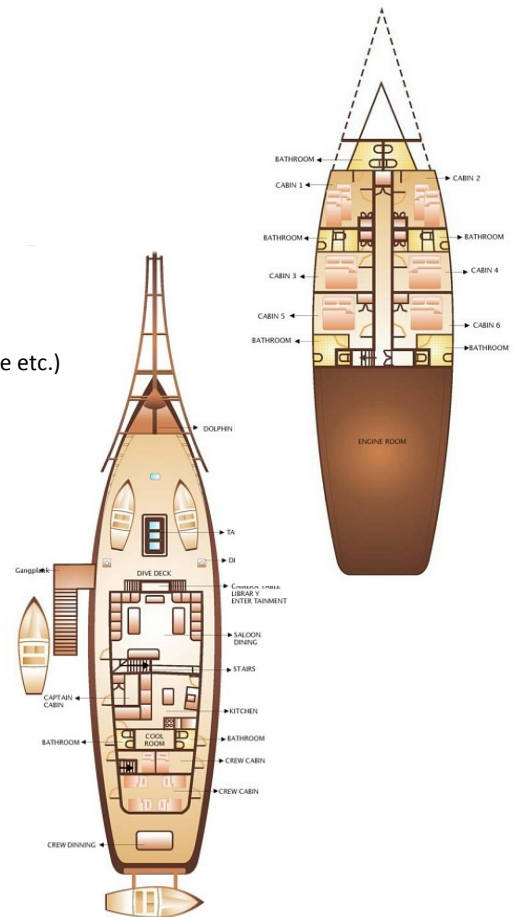 BATHROOM
CABIN 1
CABIN 2
BATHROOM
BATHROOM
CABIN 3
CABIN 4
CABIN 5
CABIN 6
BATHROOM
BATHROOM
ENGINE ROOM
e etc.)
DOLPHIN
TA
DI
DIVE DECK
Gangplank
CAMERA TABLE
LIBRAR Y
ENTER TAINMENT
SALOON
DINING
STAIRS
CAPTAIN
CABIN
KITCHEN
COOL
ROOM
BATHROOM
BATHROOM
CREW CABIN
CREW CABIN
CREW DINNING